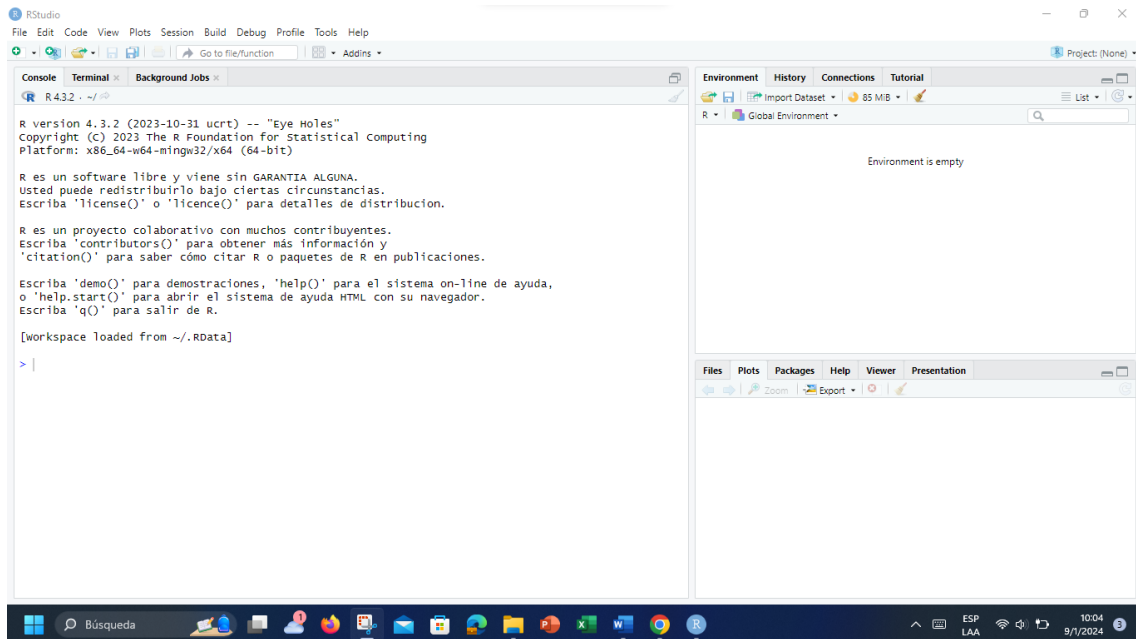 RStudio
File Edit Code View Plots Session Build Debug Profile Tools Help
Go to file/function Addins Project: (None)
Console Terminal Background Jobs
R 4.3.2 · ~/
R version 4.3.2 (2023-10-31 ucrt) -- "Eye Holes"
Copyright (C) 2023 The R Foundation for Statistical Computing
Platform: x86_64-w64-mingw32/x64 (64-bit)
R es un software libre y viene sin GARANTIA ALGUNA.
Usted puede redistribuirlo bajo ciertas circunstancias.
Escriba 'license()' o 'licence()' para detalles de distribucion.
R es un proyecto colaborativo con muchos contribuyentes.
Escriba 'contributors()' para obtener más información y
'citation()' para saber cómo citar R o paquetes de R en publicaciones.
Escriba 'demo()' para demostraciones, 'help()' para el sistema on-line de ayuda,
o 'help.start()' para abrir el sistema de ayuda HTML con su navegador.
Escriba 'q()' para salir de R.
[Workspace loaded from ~/.RData]
>
Environment History Connections Tutorial
Import Dataset 85 MiB List
R Global Environment
Environment is empty
Files Plots Packages Help Viewer Presentation
Zoom Export
Búsqueda 1 ESP LAA 10:04 9/1/2024 3